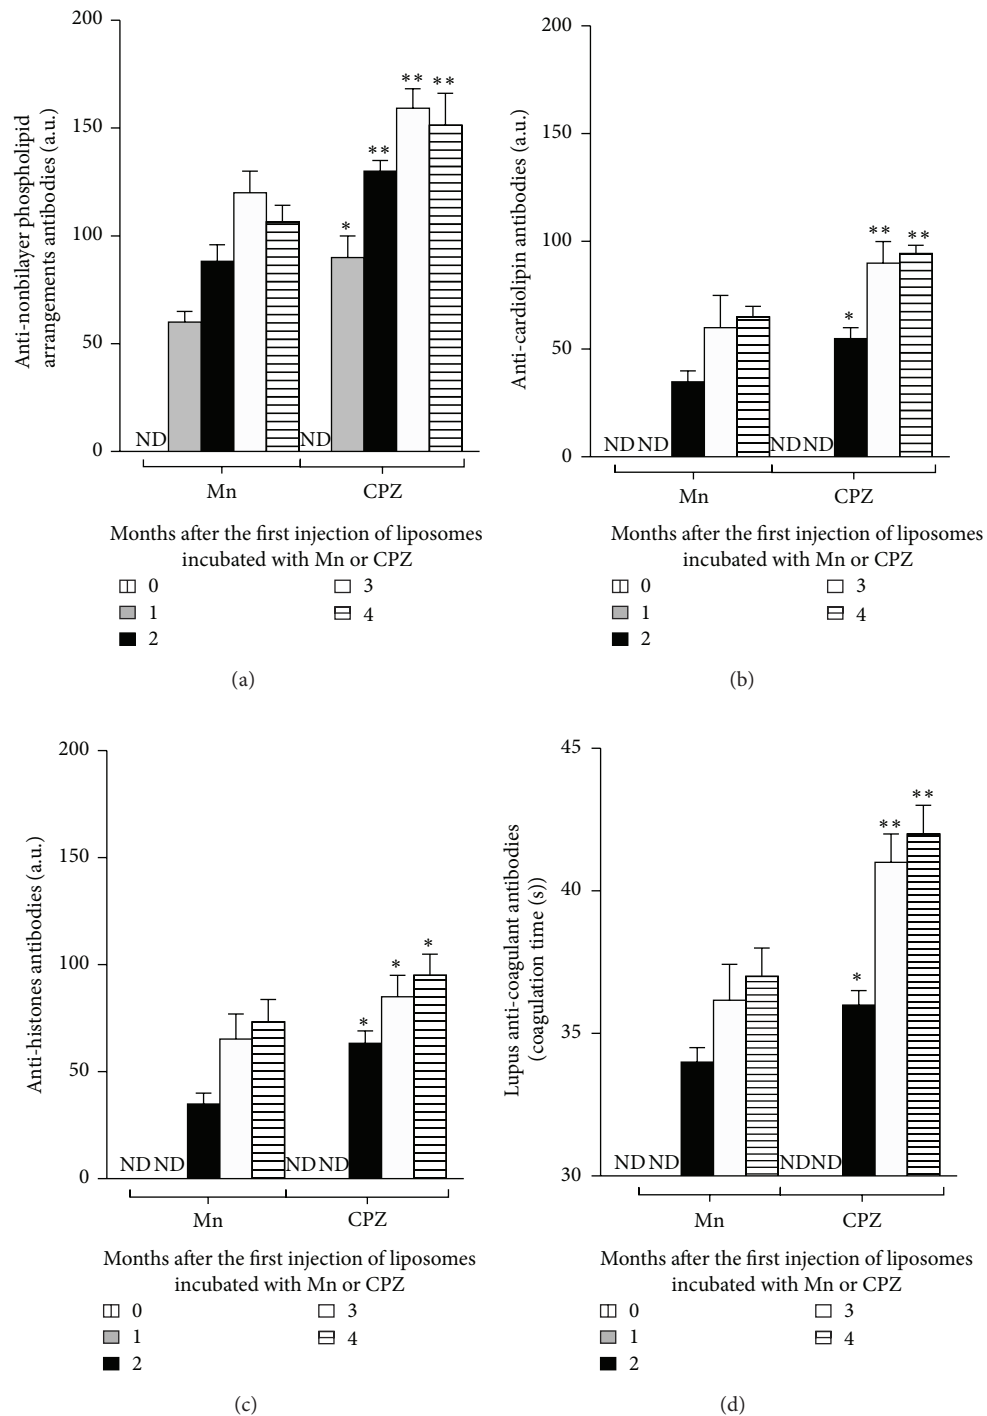 200
150
100
50
0
Anti-nonbilayer phospholipid
arrangements antibodies (a.u.)
ND
ND
*
**
**
**
Mn
CPZ
Months after the first injection of liposomes
incubated with Mn or CPZ
0
1
2
3
4
(a)
200
150
100
50
0
Anti-cardiolipin antibodies (a.u.)
ND ND
ND ND
*
**
**
Mn
CPZ
Months after the first injection of liposomes
incubated with Mn or CPZ
0
1
2
3
4
(b)
200
150
100
50
0
Anti-histones antibodies (a.u.)
ND ND
ND ND
*
*
*
Mn
CPZ
Months after the first injection of liposomes
incubated with Mn or CPZ
0
1
2
3
4
(c)
45
40
35
30
Lupus anti-coagulant antibodies
(coagulation time (s))
ND ND
ND ND
*
**
**
Mn
CPZ
Months after the first injection of liposomes
incubated with Mn or CPZ
0
1
2
3
4
(d)